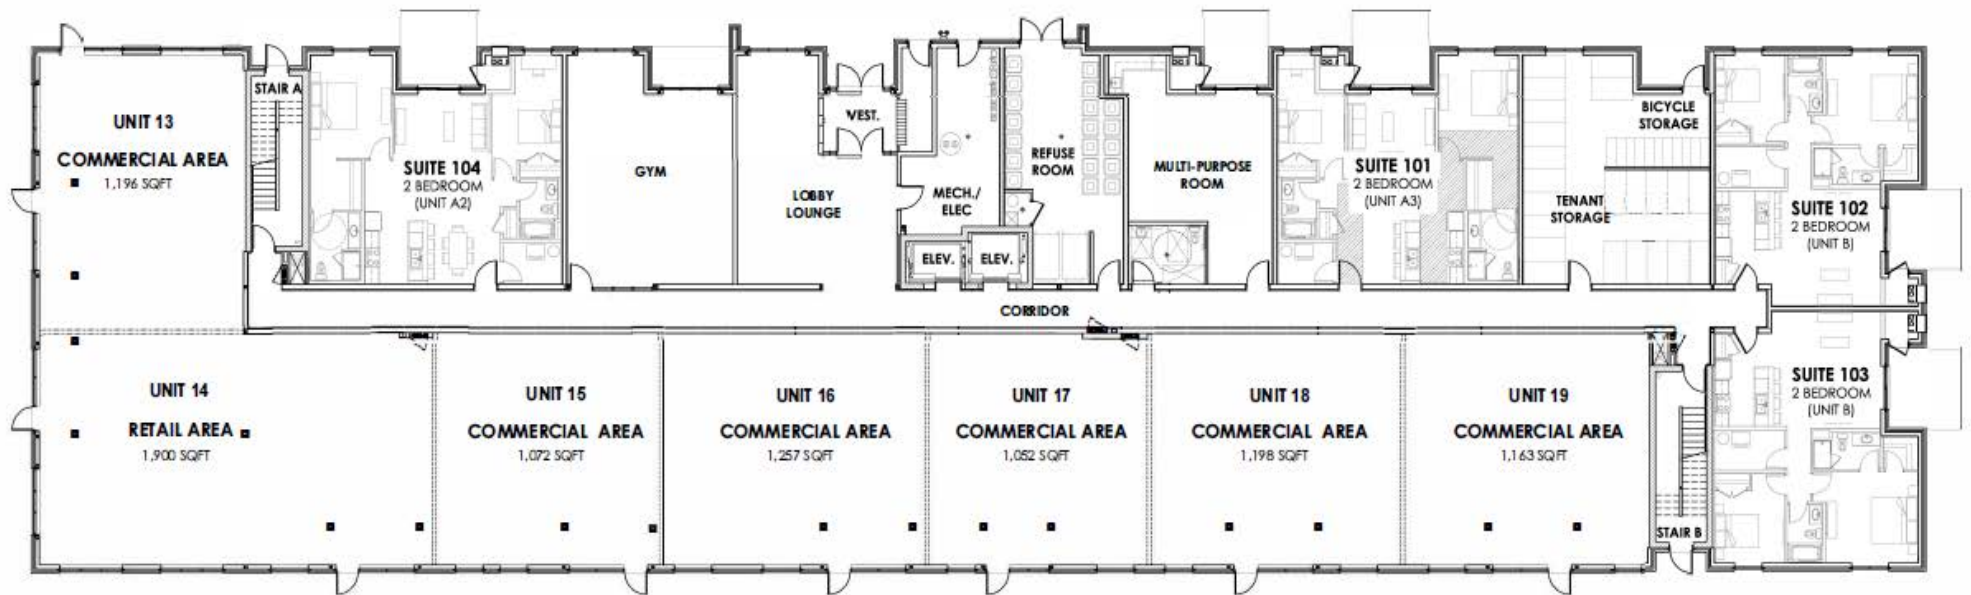 STAIR A
UNIT 13
COMMERCIAL AREA
1,196 SQFT
SUITE 104
2 BEDROOM
(UNIT A2)
GYM
LOBBY
LOUNGE
VEST.
MECH./
ELEC
ELEV.
ELEV.
REFUSE
ROOM
MULTI-PURPOSE
ROOM
SUITE 101
2 BEDROOM
(UNIT A3)
BICYCLE
STORAGE
TENANT
STORAGE
SUITE 102
2 BEDROOM
(UNIT B)
CORRIDOR
UNIT 14
RETAIL AREA
1,900 SQFT
UNIT 15
COMMERCIAL AREA
1,072 SQFT
UNIT 16
COMMERCIAL AREA
1,257 SQFT
UNIT 17
COMMERCIAL AREA
1,052 SQFT
UNIT 18
COMMERCIAL AREA
1,198 SQFT
UNIT 19
COMMERCIAL AREA
1,163 SQFT
SUITE 103
2 BEDROOM
(UNIT B)
STAIR B